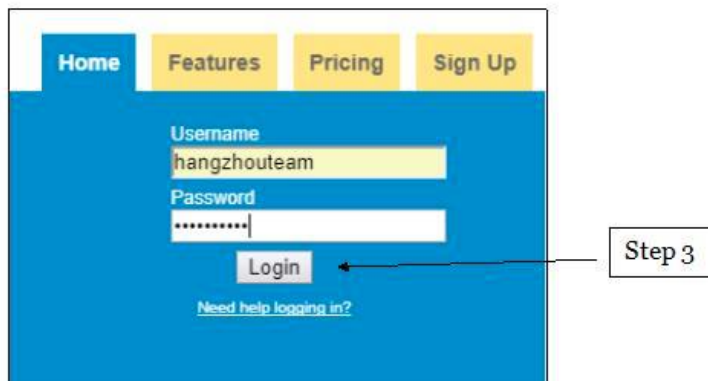 Home Features Pricing Sign Up
Username
hangzhouteam
Password
••••••••••
Login
Step 3
Need help logging in?